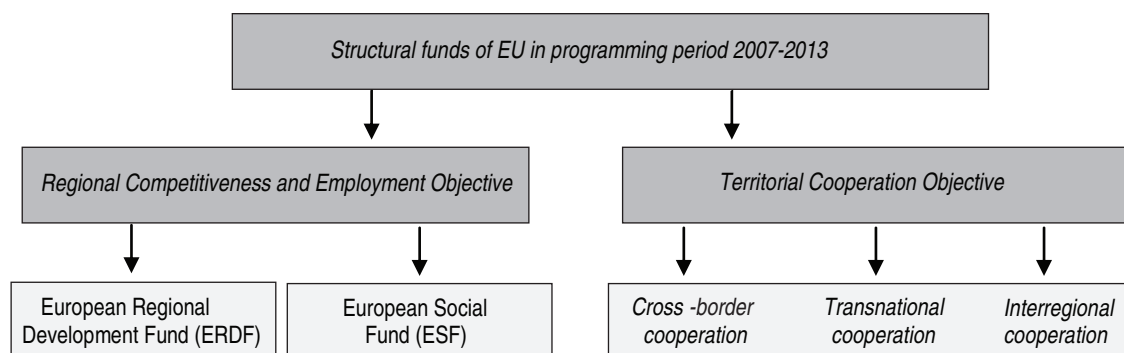 Structural funds of EU in programming period 2007-2013
Regional Competitiveness and Employment Objective
Territorial Cooperation Objective
European Regional
Development Fund (ERDF)
European Social
Fund (ESF)
Cross -border
cooperation
Transnational
cooperation
Interregional
cooperation